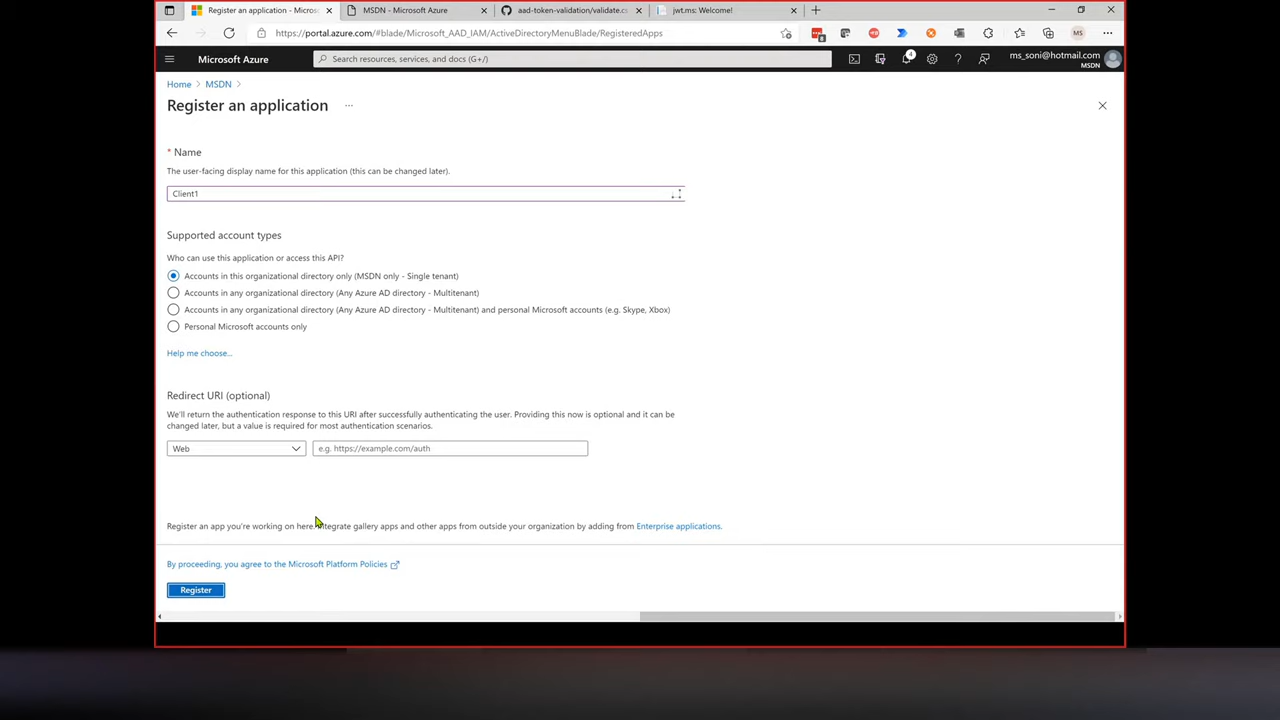 Register an application - Micros
MSDN - Microsoft Azure
aad-token-validation/validate.cs
jwt.ms: Welcome!
https://portal.azure.com/#blade/Microsoft_AAD_IAM/ActiveDirectoryMenuBlade/RegisteredApps
MS
Microsoft Azure
Search resources, services, and docs (G+/)
4
ms_soni@hotmail.com
MSDN
Home > MSDN >
Register an application ...
* Name
The user-facing display name for this application (this can be changed later).
Client1
Supported account types
Who can use this application or access this API?
Accounts in this organizational directory only (MSDN only - Single tenant)
Accounts in any organizational directory (Any Azure AD directory - Multitenant)
Accounts in any organizational directory (Any Azure AD directory - Multitenant) and personal Microsoft accounts (e.g. Skype, Xbox)
Personal Microsoft accounts only
Help me choose...
Redirect URI (optional)
We'll return the authentication response to this URI after successfully authenticating the user. Providing this now is optional and it can be
changed later, but a value is required for most authentication scenarios.
Web
e.g. https://example.com/auth
Register an app you're working on here. Integrate gallery apps and other apps from outside your organization by adding from Enterprise applications.
By proceeding, you agree to the Microsoft Platform Policies
Register